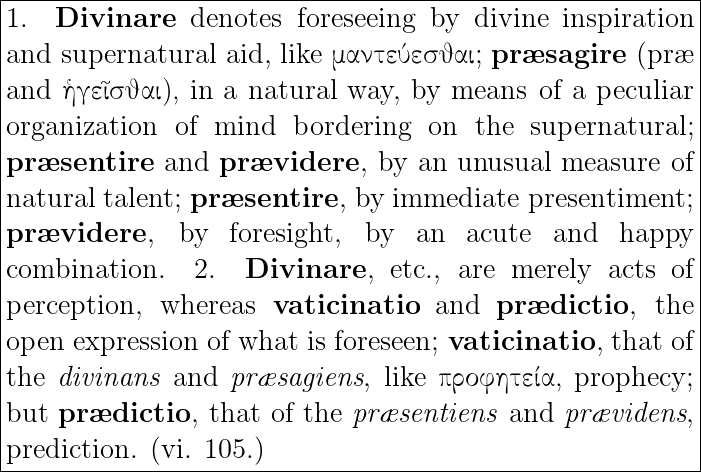 1. Divinare denotes foreseeing by divine inspiration
and supernatural aid, like μαντεύεσϑαι; præsagire (præ
and ἡγεῖσϑαι), in a natural way, by means of a peculiar
organization of mind bordering on the supernatural;
præsentire and prævidere, by an unusual measure of
natural talent; præsentire, by immediate presentiment;
prævidere, by foresight, by an acute and happy
combination. 2. Divinare, etc., are merely acts of
perception, whereas vaticinatio and prædictio, the
open expression of what is foreseen; vaticinatio, that of
the divinans and præsagiens, like προφητεία, prophecy;
but prædictio, that of the præsentiens and prævidens,
prediction. (vi. 105.)